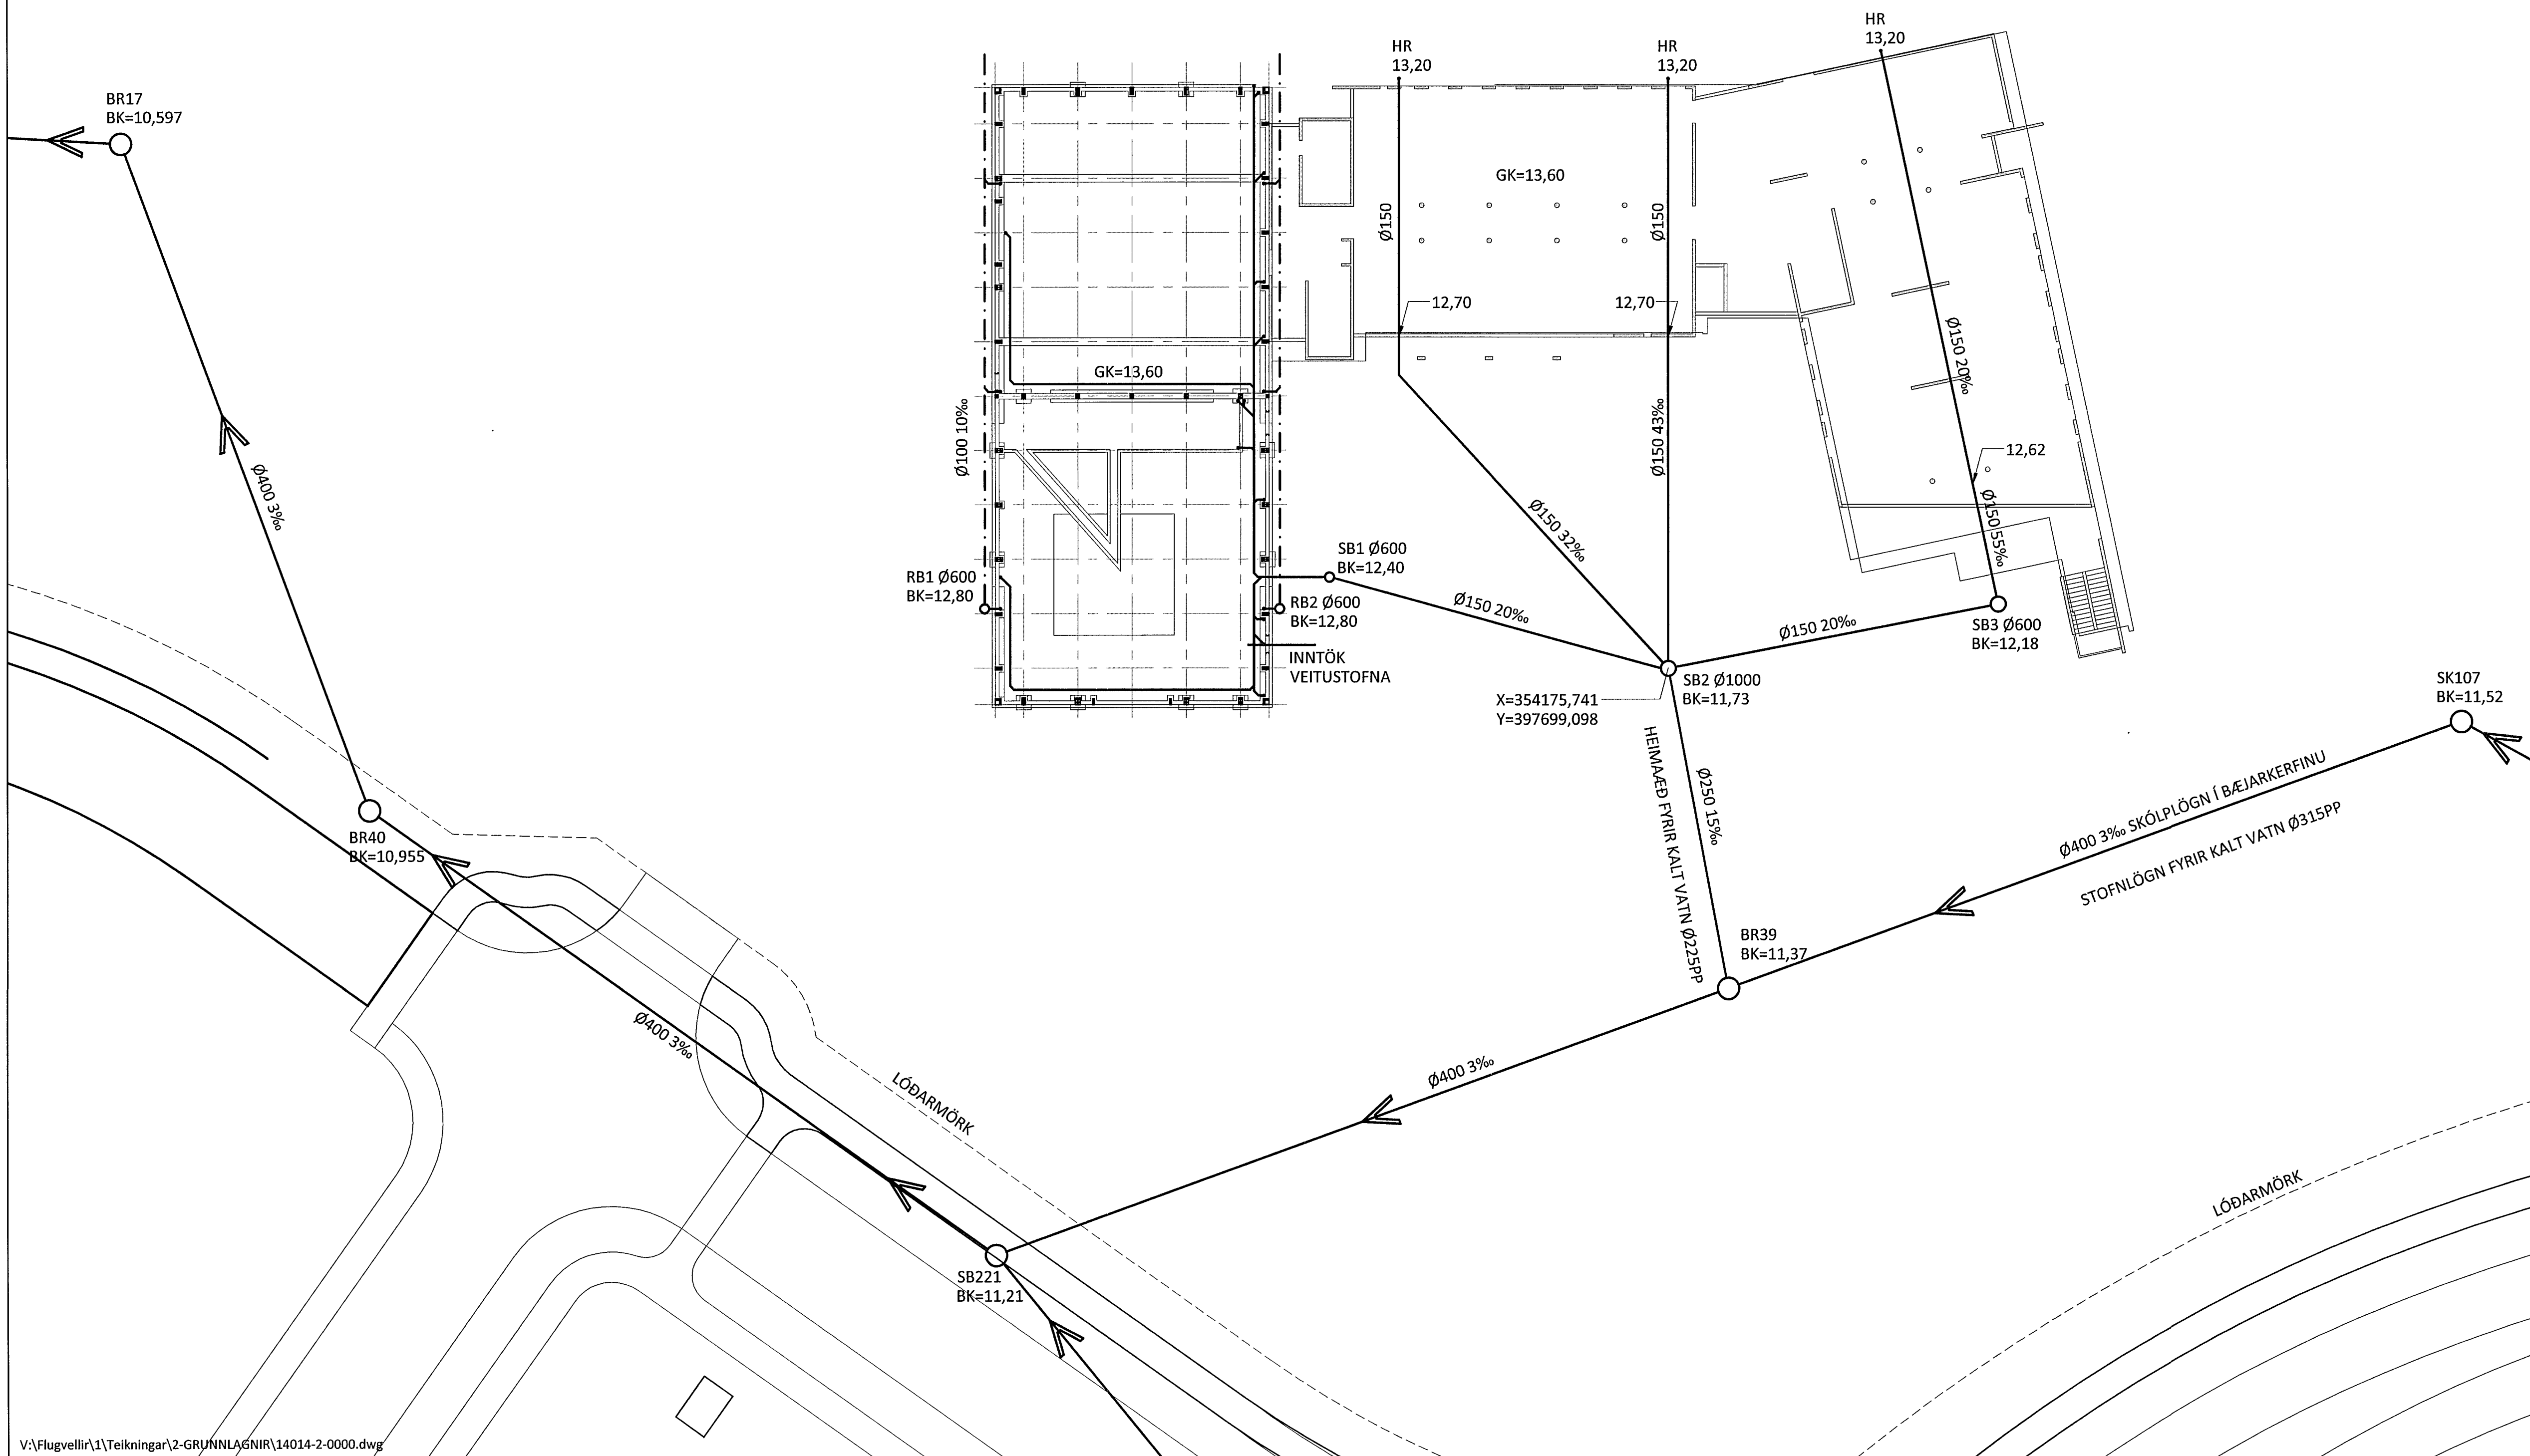 HR
13,20
HR
13,20
HR
13,20
BR17
BK=10,597
GK=13,60
Ø150
Ø150
12,70
12,70
Ø150 20‰
GK=13,60
Ø100 10‰
Ø150 43‰
12,62
Ø400 3‰
Ø150 32‰
Ø150 55‰
SB1 Ø600
BK=12,40
RB1 Ø600
BK=12,80
RB2 Ø600
BK=12,80
Ø150 20‰
Ø150 20‰
SB3 Ø600
BK=12,18
INNTÖK
VEITUSTOFNA
SB2 Ø1000
BK=11,73
X=354175,741
Y=397699,098
SK107
BK=11,52
HEIMAÆÐ FYRIR KALT VATN Ø225PP
Ø250 15‰
Ø400 3‰ SKÓLPLÖGN Í BÆJARKERFINU
STOFNLÖGN FYRIR KALT VATN Ø315PP
BR40
BK=10,955
BR39
BK=11,37
Ø400 3‰
Ø400 3‰
LÓÐARMÖRK
LÓÐARMÖRK
SB221
BK=11,21
V:\Flugvellir\1\Teikningar\2-GRUNNLAGNIR\14014-2-0000.dwg